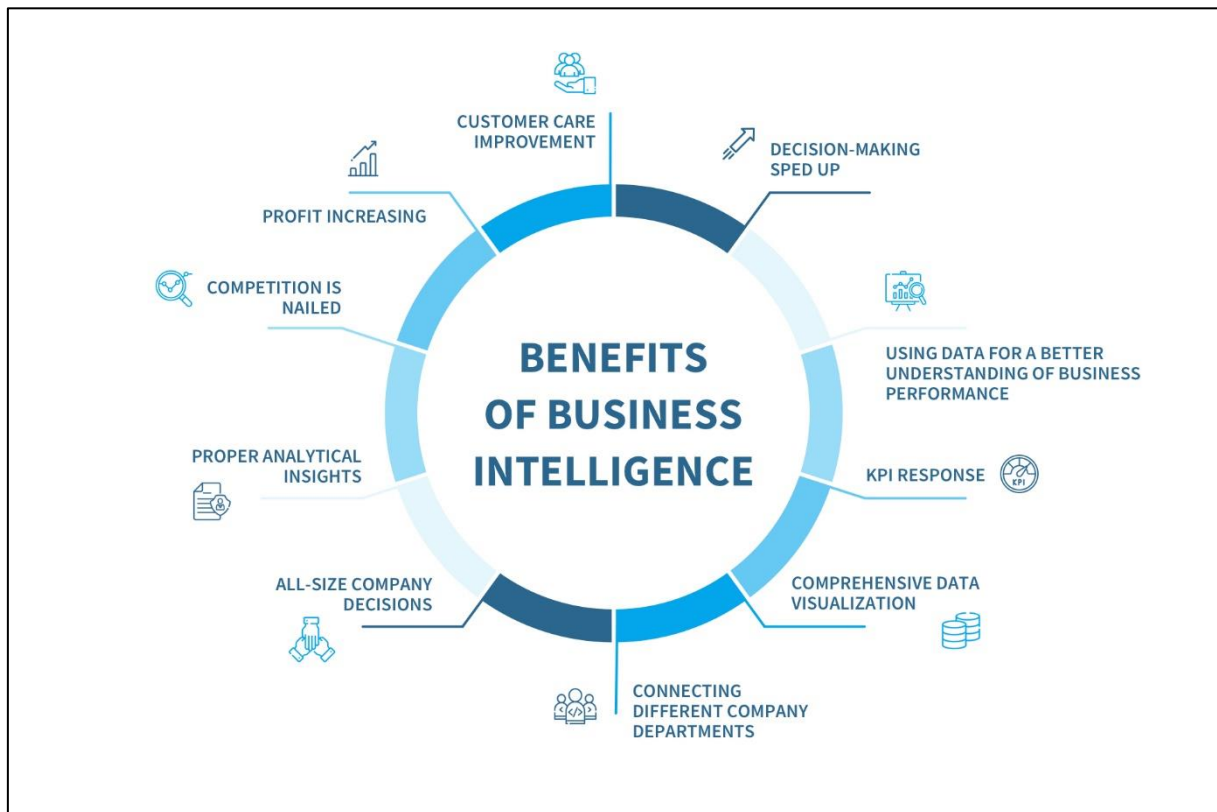 CUSTOMER CARE
IMPROVEMENT
DECISION-MAKING
SPED UP
PROFIT INCREASING
COMPETITION IS
NAILED
USING DATA FOR A BETTER
UNDERSTANDING OF BUSINESS
PERFORMANCE
BENEFITS
OF BUSINESS
INTELLIGENCE
PROPER ANALYTICAL
INSIGHTS
KPI RESPONSE
KPI
ALL-SIZE COMPANY
DECISIONS
COMPREHENSIVE DATA
VISUALIZATION
</>
CONNECTING
DIFFERENT COMPANY
DEPARTMENTS